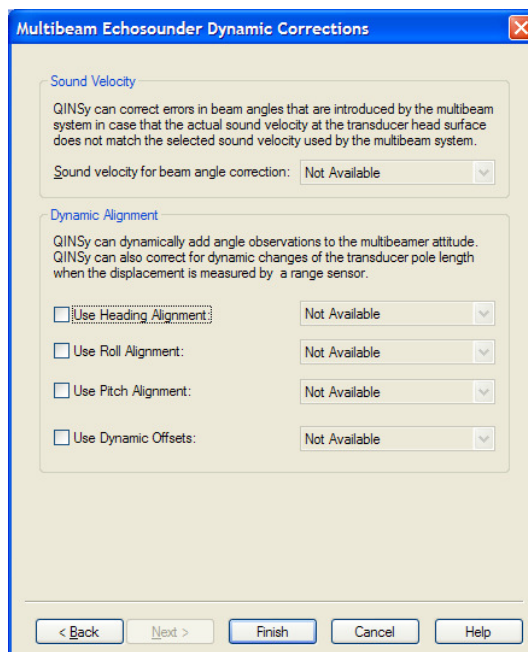 Multibeam Echosounder Dynamic Corrections
Sound Velocity
QINSy can correct errors in beam angles that are introduced by the multibeam
system in case that the actual sound velocity at the transducer head surface
does not match the selected sound velocity used by the multibeam system.
Sound velocity for beam angle correction: Not Available
Dynamic Alignment
QINSy can dynamically add angle observations to the multibeamer attitude.
QINSy can also correct for dynamic changes of the transducer pole length
when the displacement is measured by a range sensor.
Use Heading Alignment: Not Available
Use Roll Alignment: Not Available
Use Pitch Alignment: Not Available
Use Dynamic Offsets: Not Available
< Back Next > Finish Cancel Help